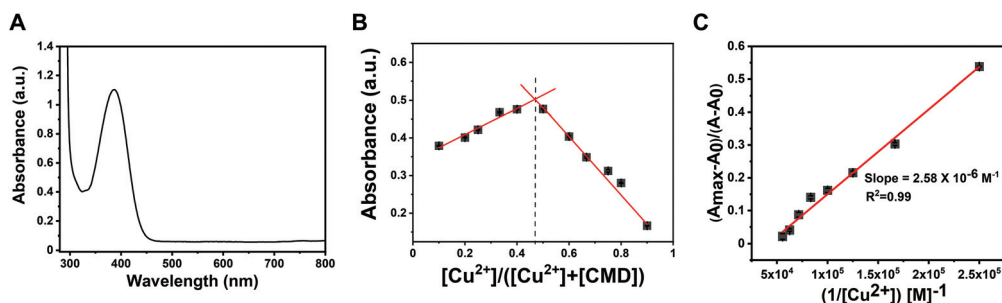 A
Absorbance (a.u.)
1.4
1.2
1
0.8
0.6
0.4
0.2
0
300
400
500
600
700
800
Wavelength (nm)
B
Absorbance (a.u.)
0.5
0.4
0.3
0.2
0
0.2
0.4
0.6
0.8
1
[Cu²⁺]/([Cu²⁺]+[CMD])
C
(Amax-A₀)/(A-A₀)
0.6
0.5
0.4
0.3
0.2
0.1
0
Slope = 2.58 X 10⁻⁶ M⁻¹
R²=0.99
5x10⁴
1x10⁵
1.5x10⁵
2x10⁵
2.5x10⁵
(1/[Cu²⁺]) [M]⁻¹